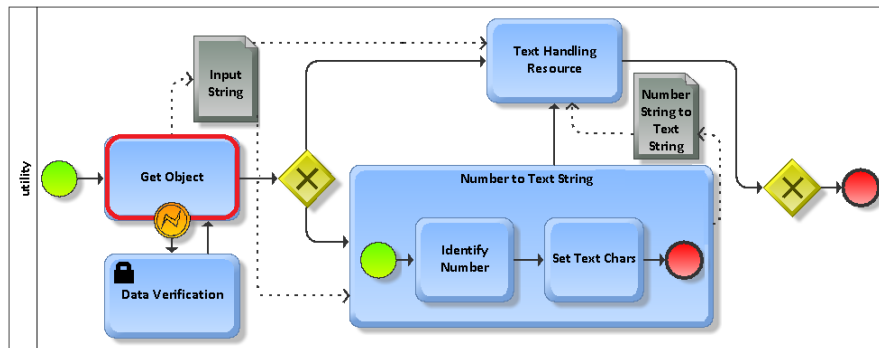 utility
Input
String
Text Handling
Resource
Number
String to
Text
String
Get Object
Number to Text String
Identify
Number
Set Text Chars
Data Verification